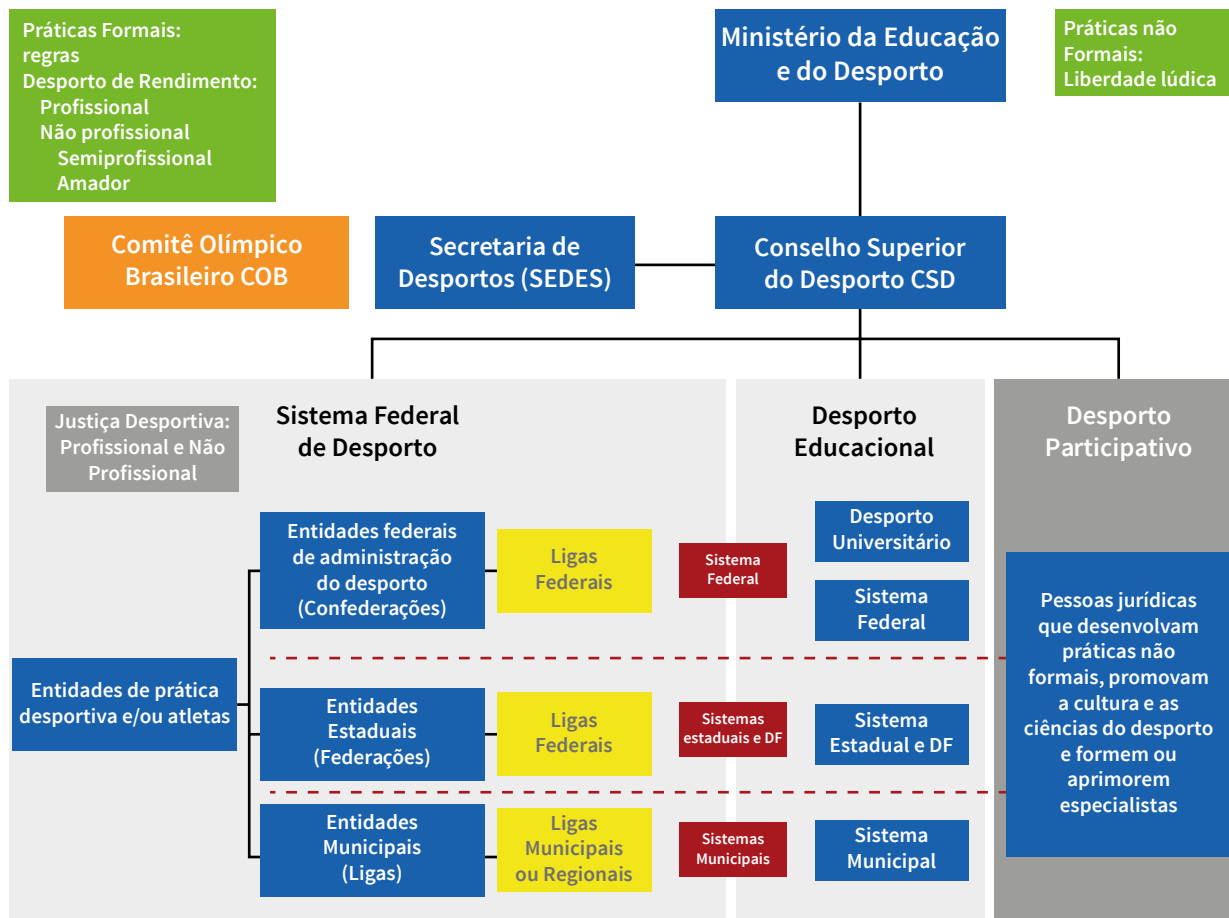 Práticas Formais:
regras
Desporto de Rendimento:
Profissional
Não profissional
Semiprofissional
Amador
Ministério da Educação
e do Desporto
Práticas não
Formais:
Liberdade lúdica
Comitê Olímpico
Brasileiro COB
Secretaria de
Desportos (SEDES)
Conselho Superior
do Desporto CSD
Justiça Desportiva:
Profissional e Não
Profissional
Sistema Federal
de Desporto
Desporto
Educacional
Desporto
Participativo
Entidades de prática
desportiva e/ou atletas
Entidades federais
de administração
do desporto
(Confederações)
Ligas
Federais
Sistema
Federal
Desporto
Universitário
Sistema
Federal
Entidades
Estaduais
(Federações)
Ligas
Federais
Sistemas
estaduais e DF
Sistema
Estadual e DF
Entidades
Municipais
(Ligas)
Ligas
Municipais
ou Regionais
Sistemas
Municipais
Sistema
Municipal
Pessoas jurídicas
que desenvolvam
práticas não
formais, promovam
a cultura e as
ciências do desporto
e formem ou
aprimorem
especialistas